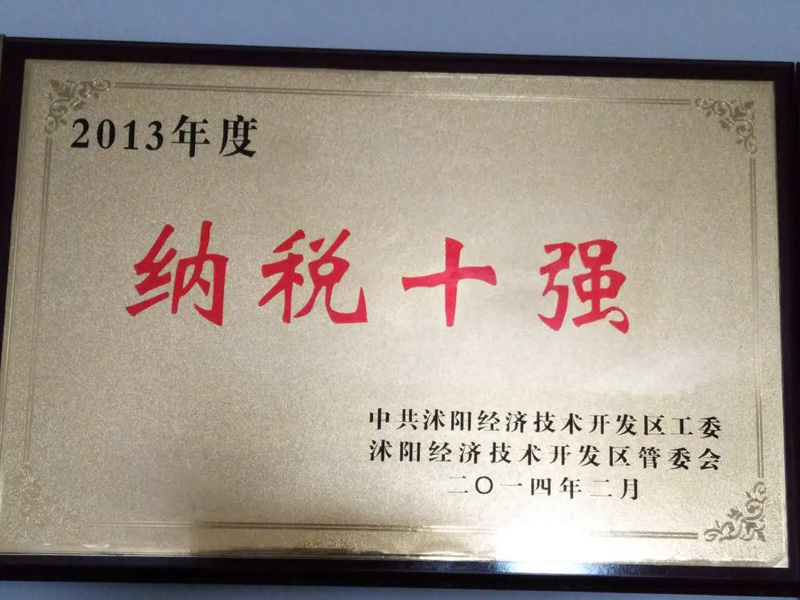 2013年度
纳税十强
中共沭阳经济技术开发区工委
沭阳经济技术开发区管委会
二〇一四年二月